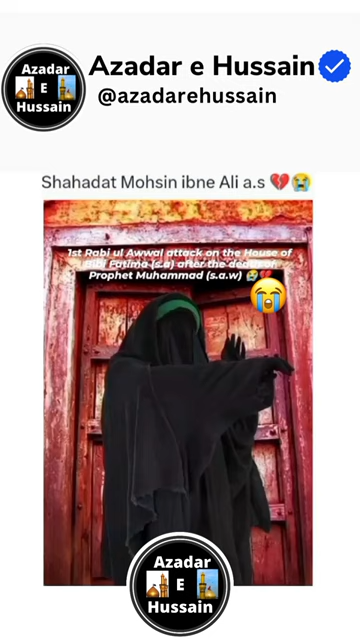 Azadar
E
Hussain
Azadar e Hussain
@azadarehussain
Shahadat Mohsin ibne Ali a.s 💔😭
1st Rabi ul Awwal attack on the House of
Bibi Fatima (s.a) after the death of
Prophet Muhammad (s.a.w) 😭💔
Azadar
E
Hussain